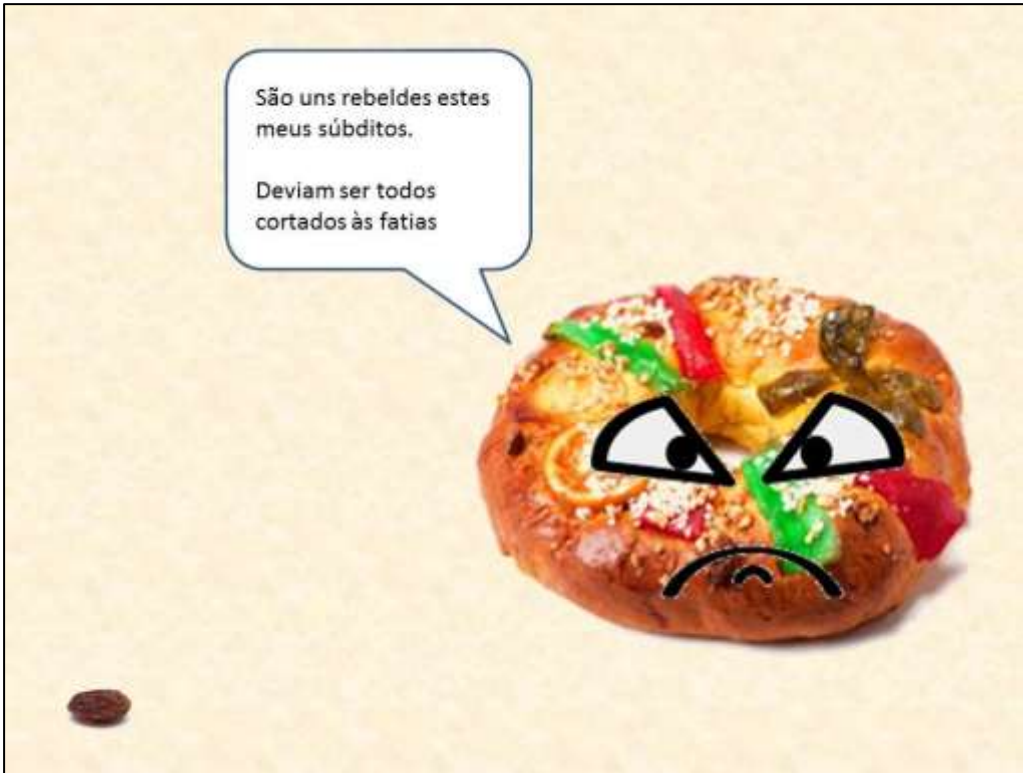 São uns rebeldes estes
meus súbditos.
Deviam ser todos
cortados às fatias